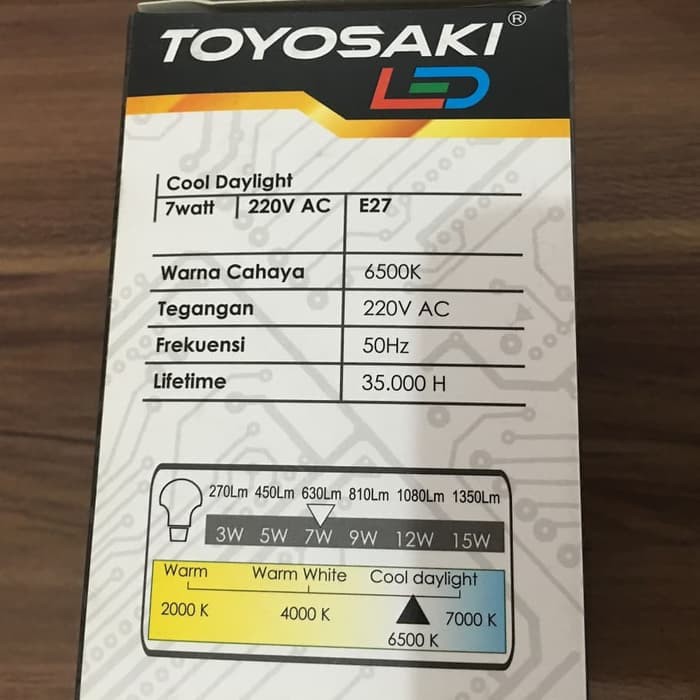 TOYOSAKI®
LED
Cool Daylight
7watt 220V AC E27
Warna Cahaya 6500K
Tegangan 220V AC
Frekuensi 50Hz
Lifetime 35.000 H
270Lm 450Lm 630Lm 810Lm 1080Lm 1350Lm
3W 5W 7W 9W 12W 15W
Warm Warm White Cool daylight
2000 K 4000 K 7000 K
6500 K